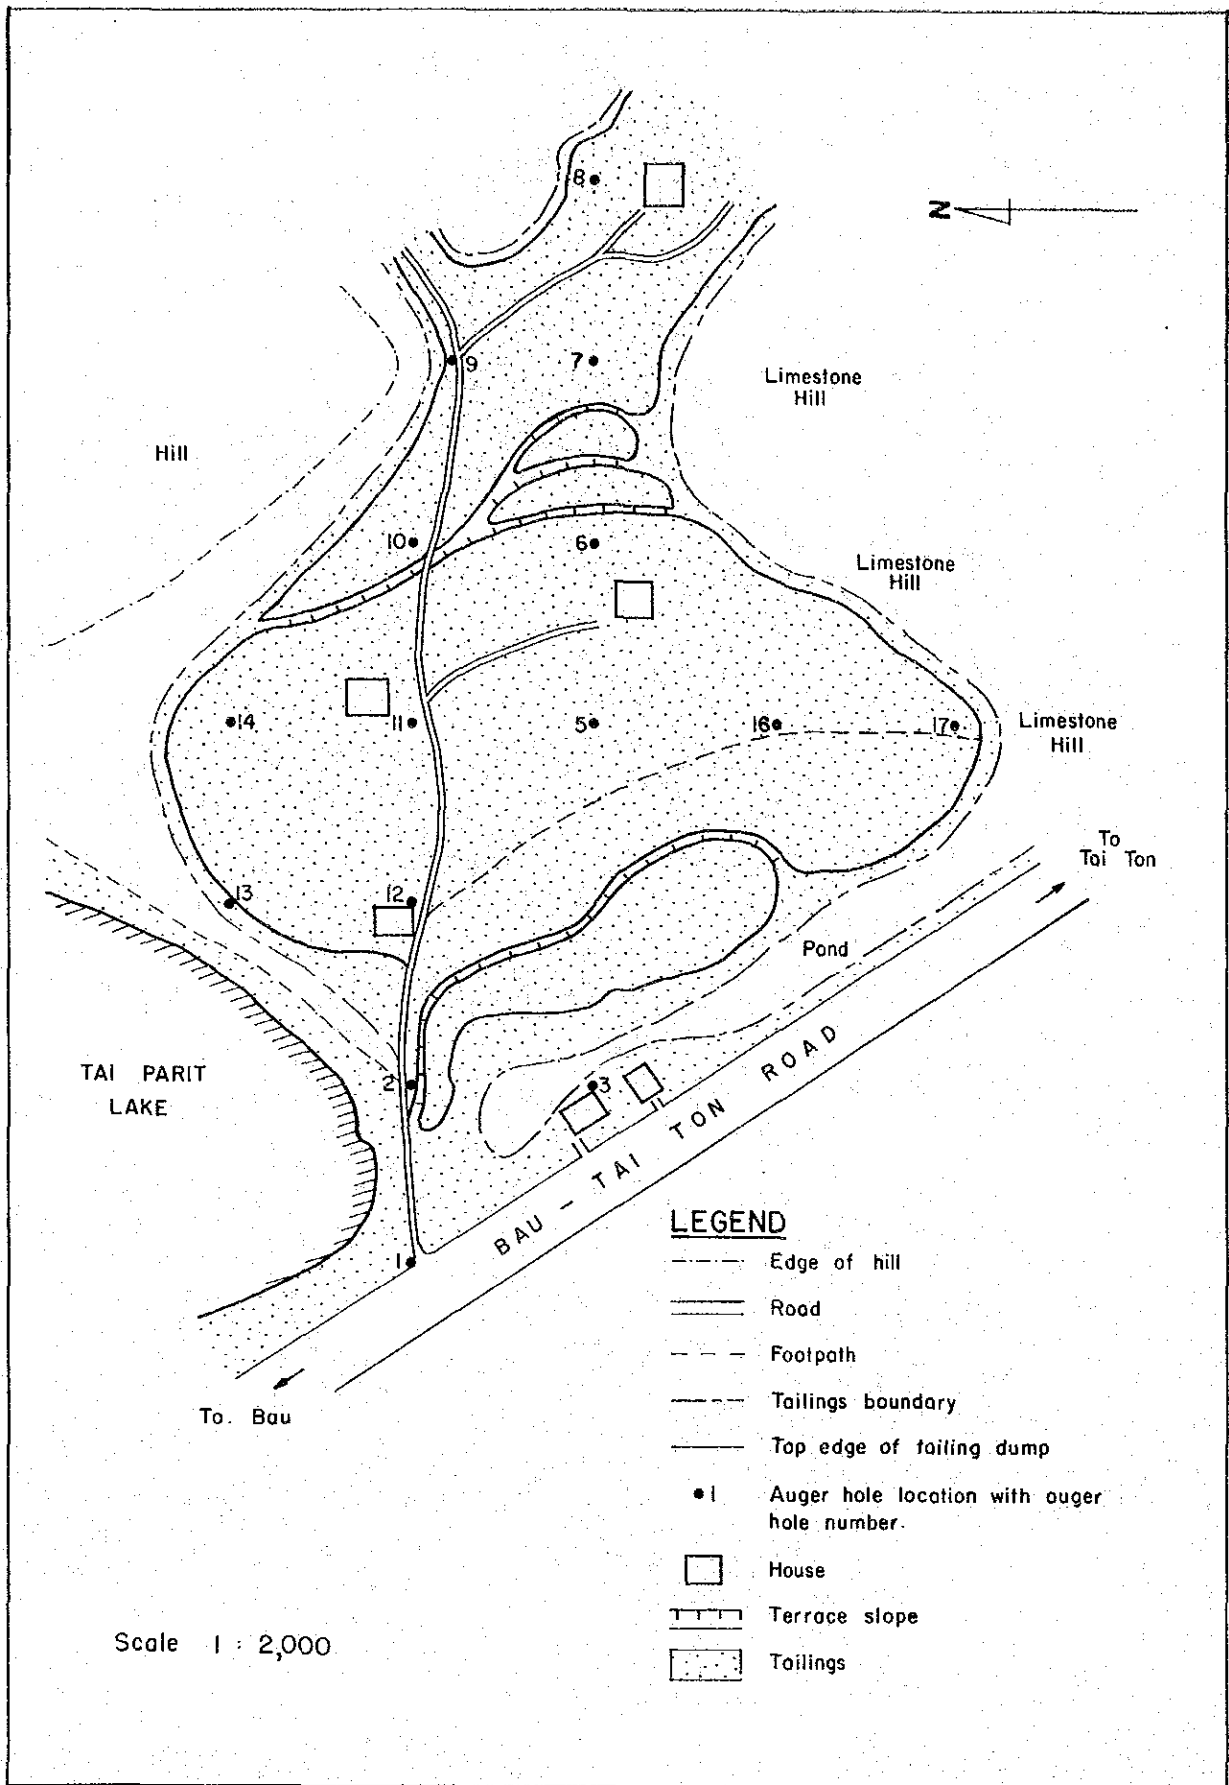 8
N
9
7
Limestone
Hill
Hill
10
6
Limestone
Hill
14
11
5
16
17
Limestone
Hill
To
Tai Ton
13
12
Pond
TAI PARIT
LAKE
2
3
BAU - TAI TON ROAD
1
To. Bau
LEGEND
Edge of hill
Road
Footpath
Tailings boundary
Top edge of tailing dump
1 Auger hole location with auger
hole number.
House
Terrace slope
Tailings
Scale 1 : 2,000